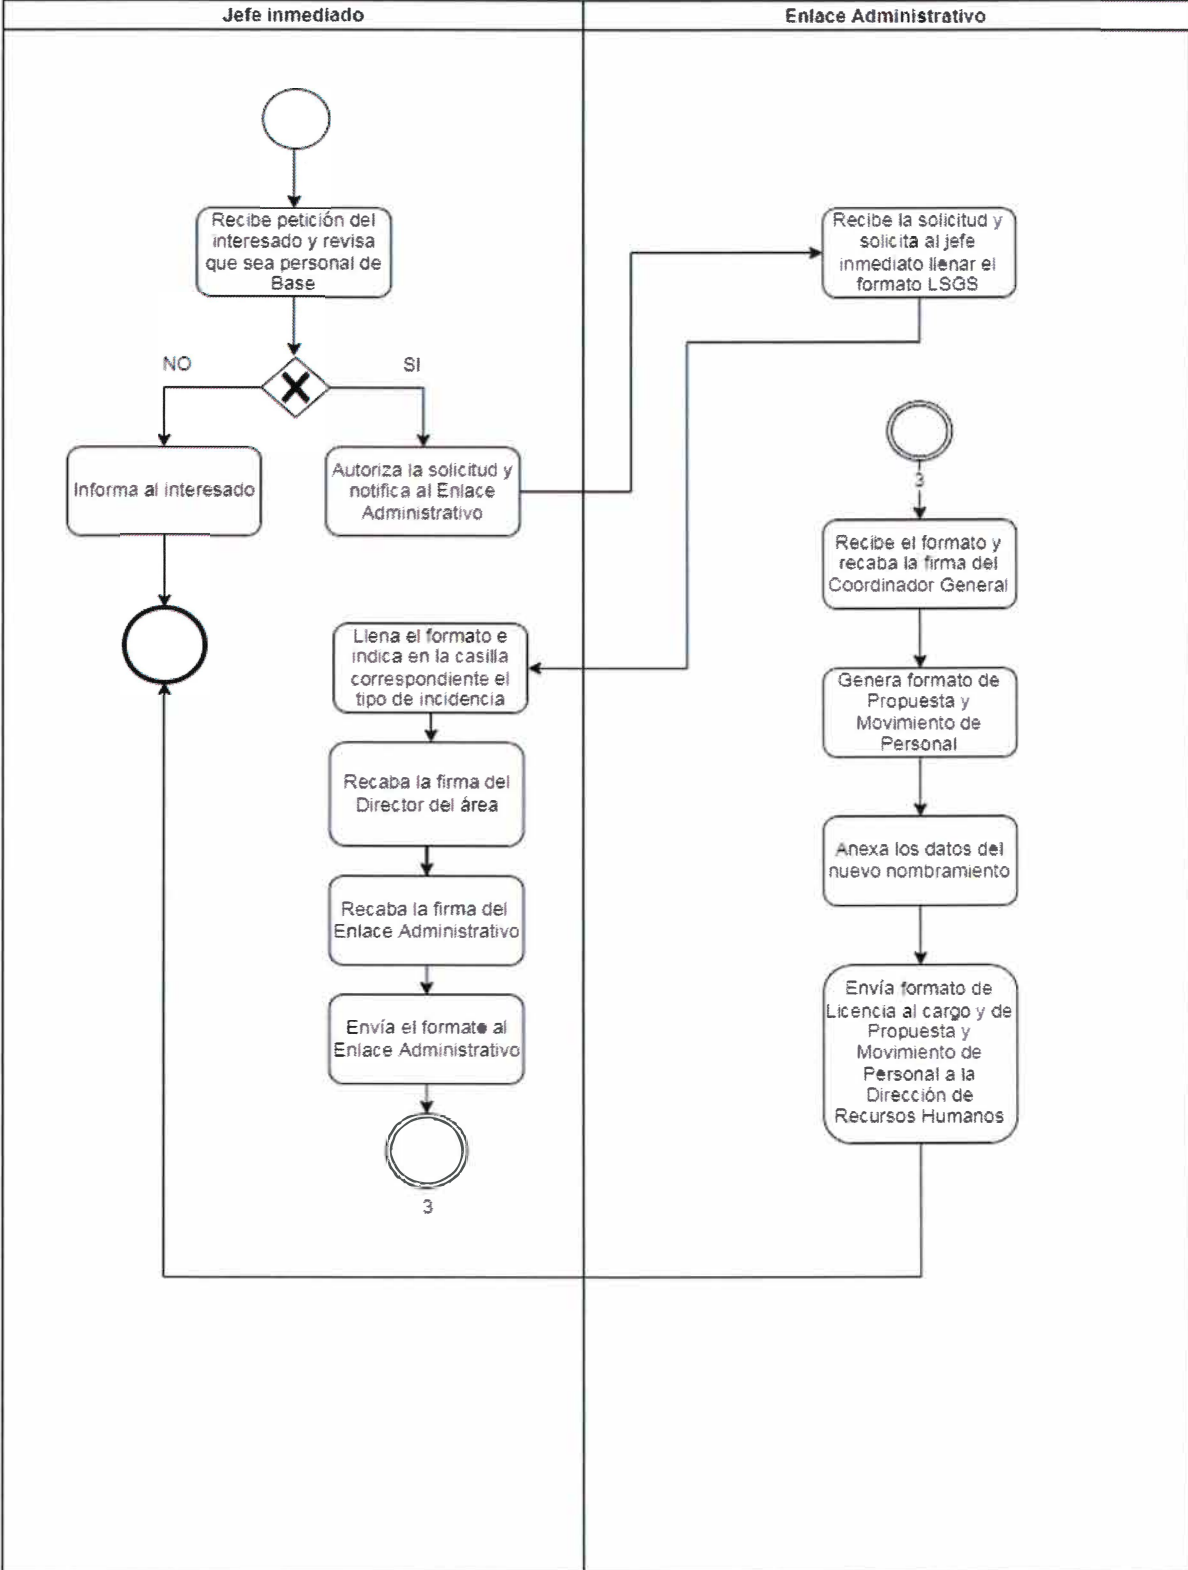 Jefe inmediado
Enlace Administrativo
Recibe petición del
interesado y revisa
que sea personal de
Base
NO
SI
Informa al interesado
Autoriza la solicitud y
notifica al Enlace
Administrativo
Recibe la solicitud y
solicita al jefe
inmediato llenar el
formato LSGS
Llena el formato e
indica en la casilla
correspondiente el
tipo de incidencia
Recaba la firma del
Director del área
Recaba la firma del
Enlace Administrativo
Envía el formato al
Enlace Administrativo
3
3
Recibe el formato y
recaba la firma del
Coordinador General
Genera formato de
Propuesta y
Movimiento de
Personal
Anexa los datos del
nuevo nombramiento
Envía formato de
Licencia al cargo y de
Propuesta y
Movimiento de
Personal a la
Dirección de
Recursos Humanos